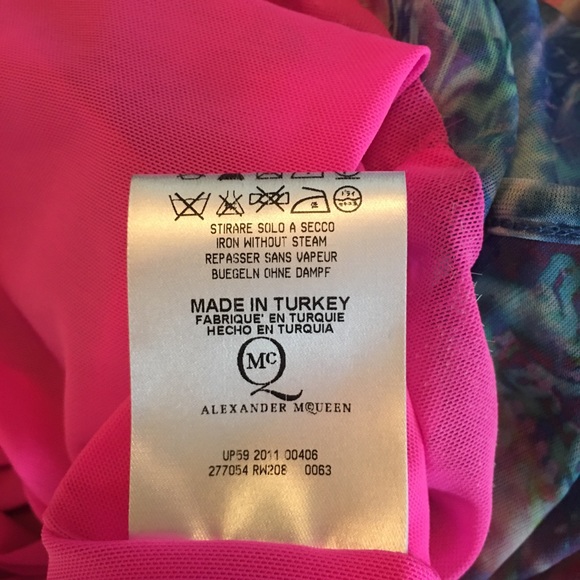 STIRARE SOLO A SECCO
IRON WITHOUT STEAM
REPASSER SANS VAPEUR
BUEGELN OHNE DAMPF
MADE IN TURKEY
FABRIQUE' EN TURQUIE
HECHO EN TURQUIA
MC
ALEXANDER MCQUEEN
UP59 2011 00406
277054 RW208 0063